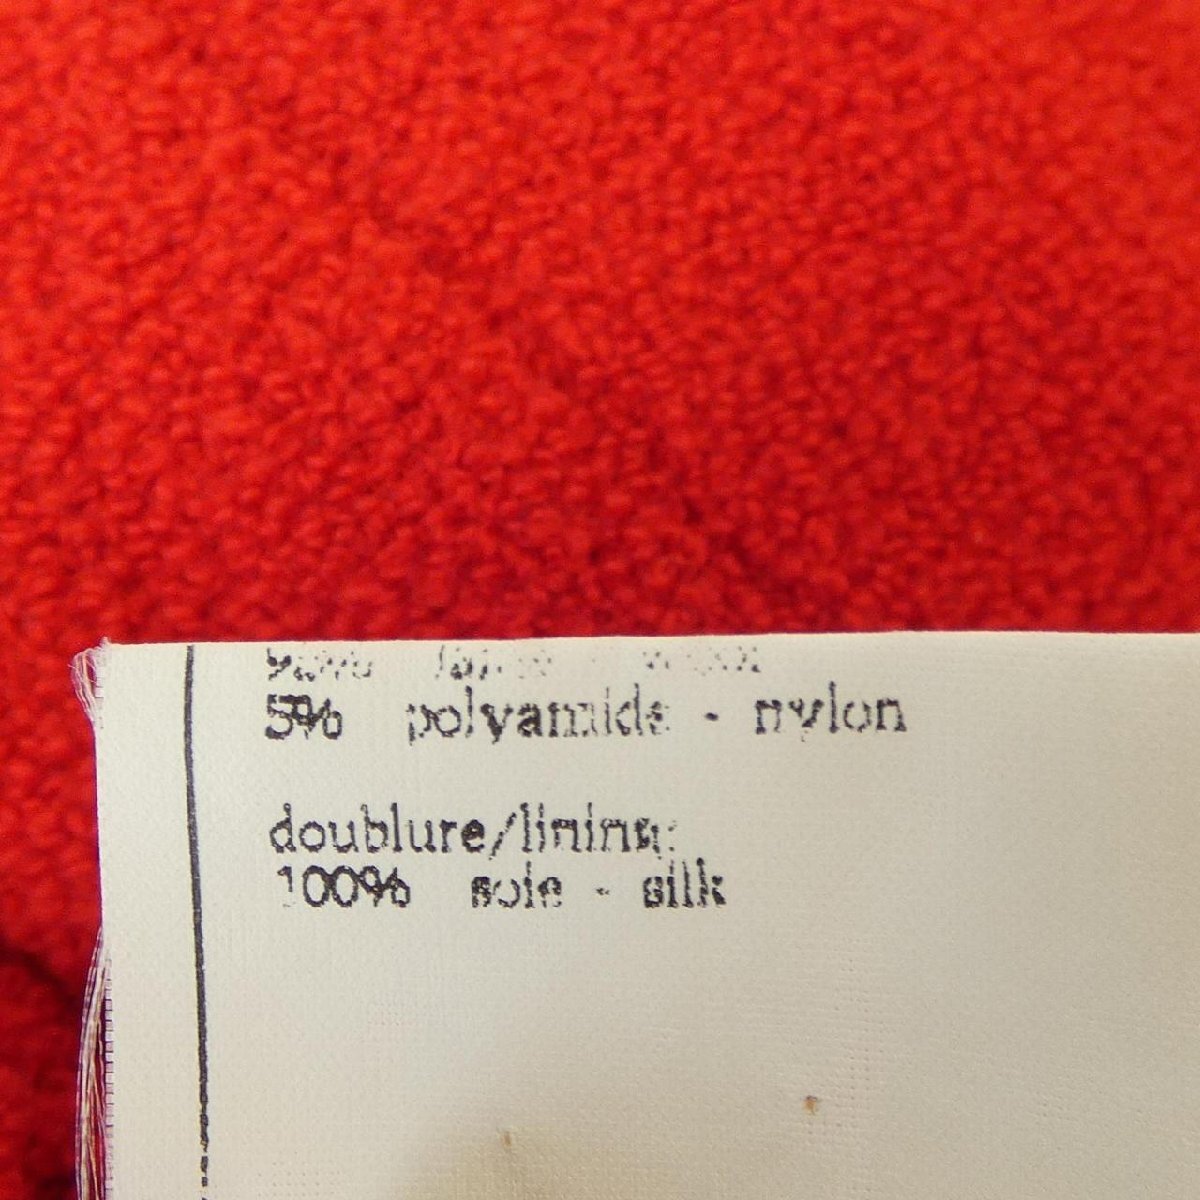 5% polyamide - nylon
doublure/lining:
100% soie - silk